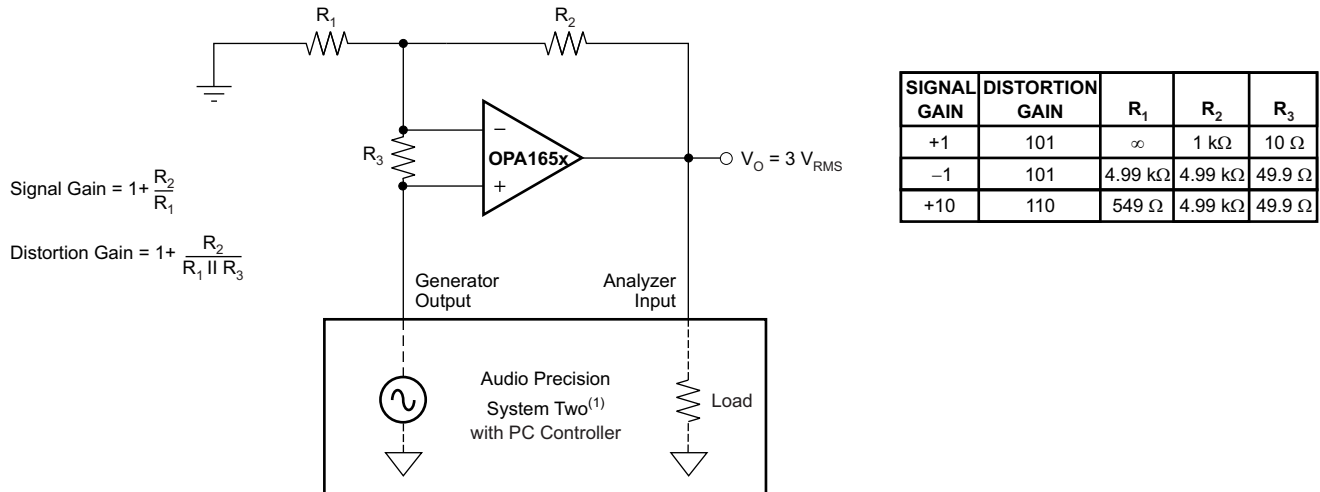 R1
R2
R3
−
OPA165x
+
VO = 3 VRMS
Signal Gain = 1+ R2/R1
Distortion Gain = 1+ R2/(R1 II R3)
Generator Output
Analyzer Input
Audio Precision
System Two(1)
with PC Controller
Load
SIGNAL GAIN DISTORTION GAIN R1 R2 R3
+1 101 ∞ 1 kΩ 10 Ω
−1 101 4.99 kΩ 4.99 kΩ 49.9 Ω
+10 110 549 Ω 4.99 kΩ 49.9 Ω